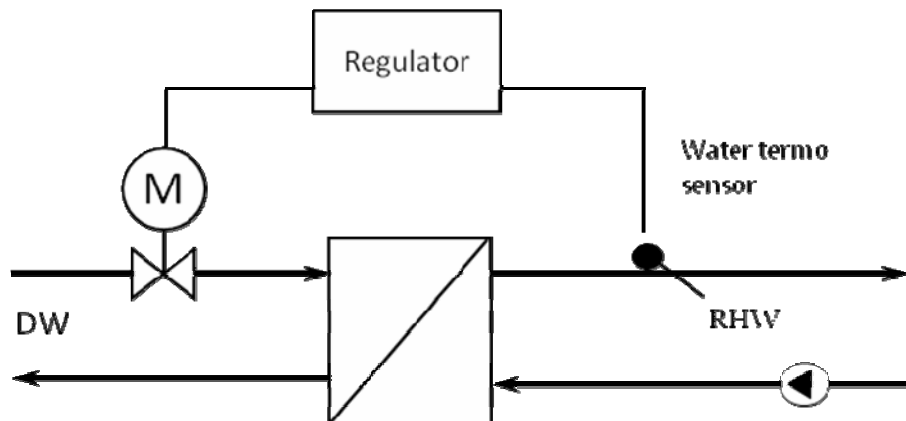 Regulator
M
Water termo
sensor
DW
RHW